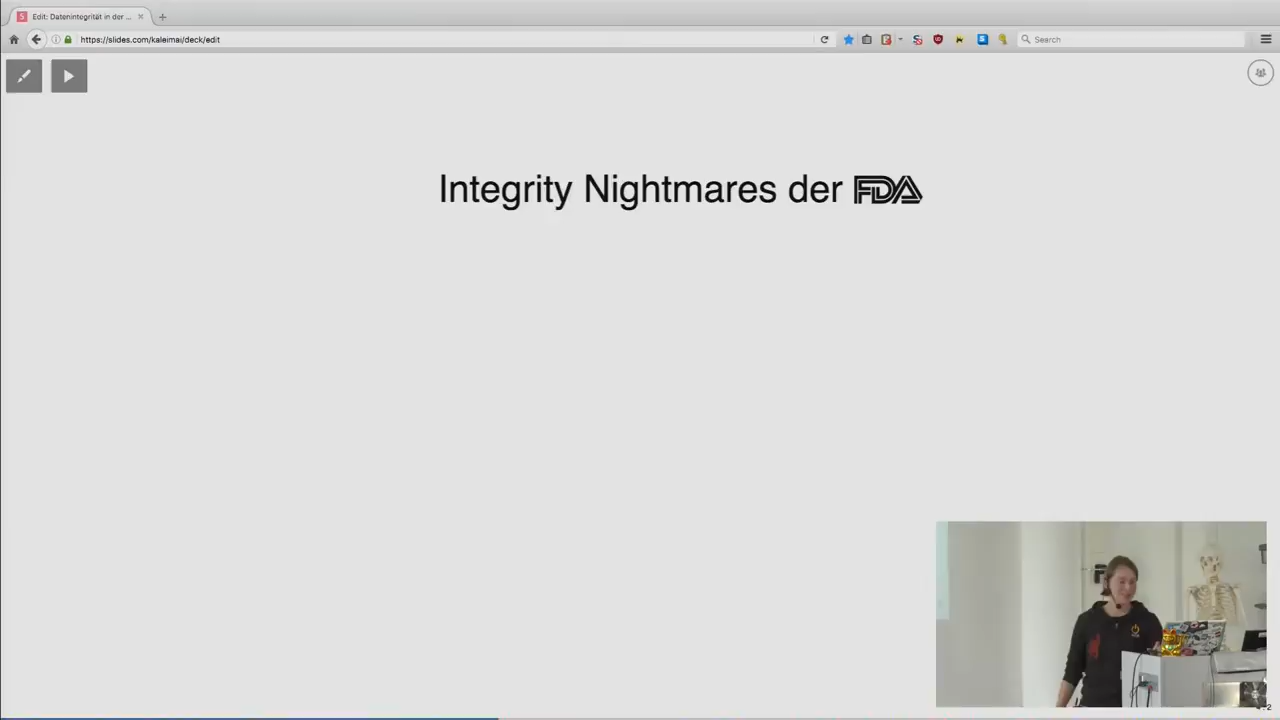 Edit: Datenintegrität in der ...
https://slides.com/kaleimai/deck/edit
Search
Integrity Nightmares der FDA